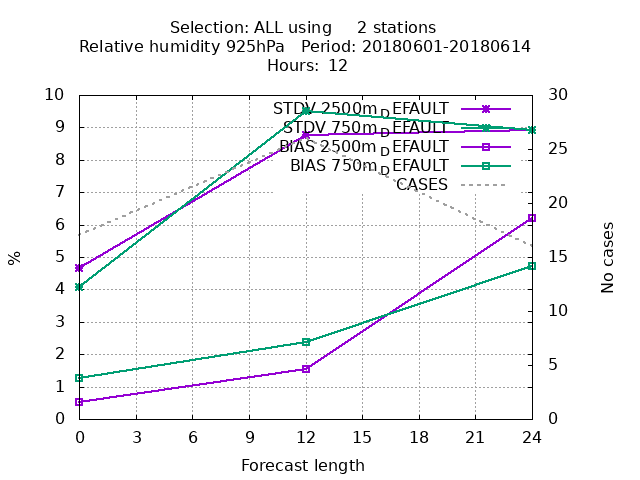 Selection: ALL using     2 stations
Relative humidity 925hPa   Period: 20180601-20180614
Hours: 12
10
9
8
7
6
5
4
3
2
1
0
%
STDV 2500m_DEFAULT
STDV 750m_DEFAULT
BIAS 2500m_DEFAULT
BIAS 750m_DEFAULT
CASES
30
25
20
15
10
5
0
No cases
0 3 6 9 12 15 18 21 24
Forecast length